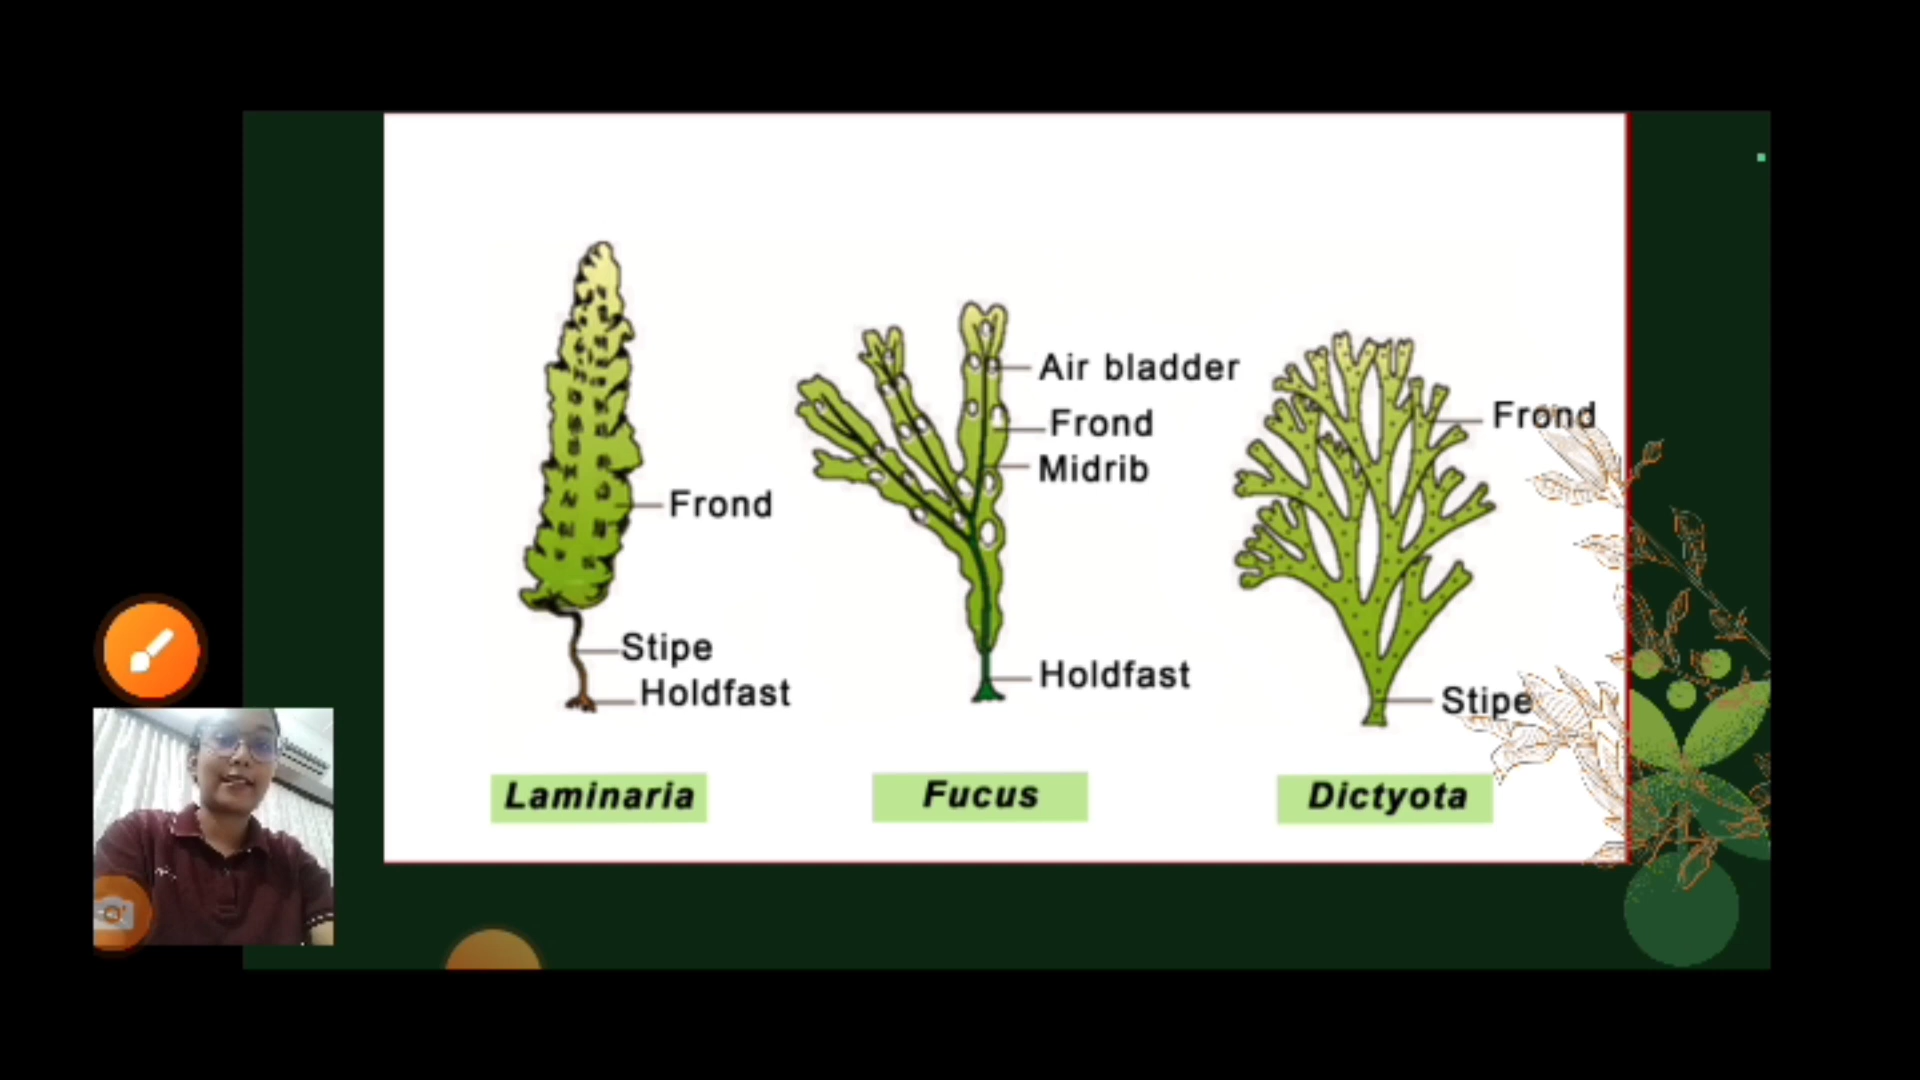 Air bladder
Frond
Midrib
Frond
Frond
Stipe
Holdfast
Holdfast
Stipe
Laminaria
Fucus
Dictyota